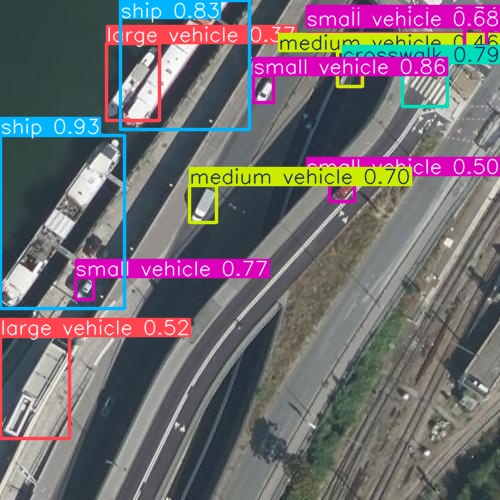 ship 0.83
small vehicle 0.68
large vehicle 0.37
medium vehicle 0.46
crosswalk 0.79
small vehicle 0.86
ship 0.93
small vehicle 0.50
medium vehicle 0.70
small vehicle 0.77
large vehicle 0.52